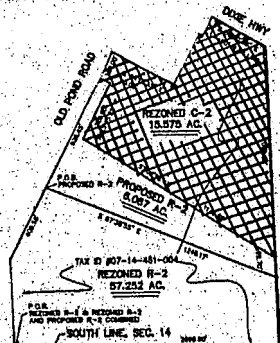 DIXIE HWY
OLD POND ROAD
REZONED C-2
15.575 AC.
P.O.B.
PROPOSED R-2
PROPOSED R-2
6.067 AC.
TAX ID #07-14-451-004
REZONED R-2
57.252 AC.
P.O.B.
REZONED R-2 & REZONED R-2
AND PROPOSED R-2 COMBINED
SOUTH LINE, SEC. 14